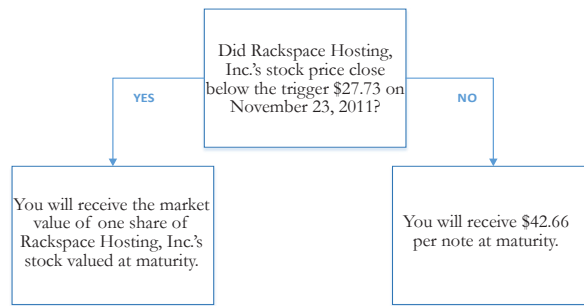 Did Rackspace Hosting,
Inc.'s stock price close
below the trigger $27.73 on
November 23, 2011?
YES
NO
You will receive the market
value of one share of
Rackspace Hosting, Inc.'s
stock valued at maturity.
You will receive $42.66
per note at maturity.